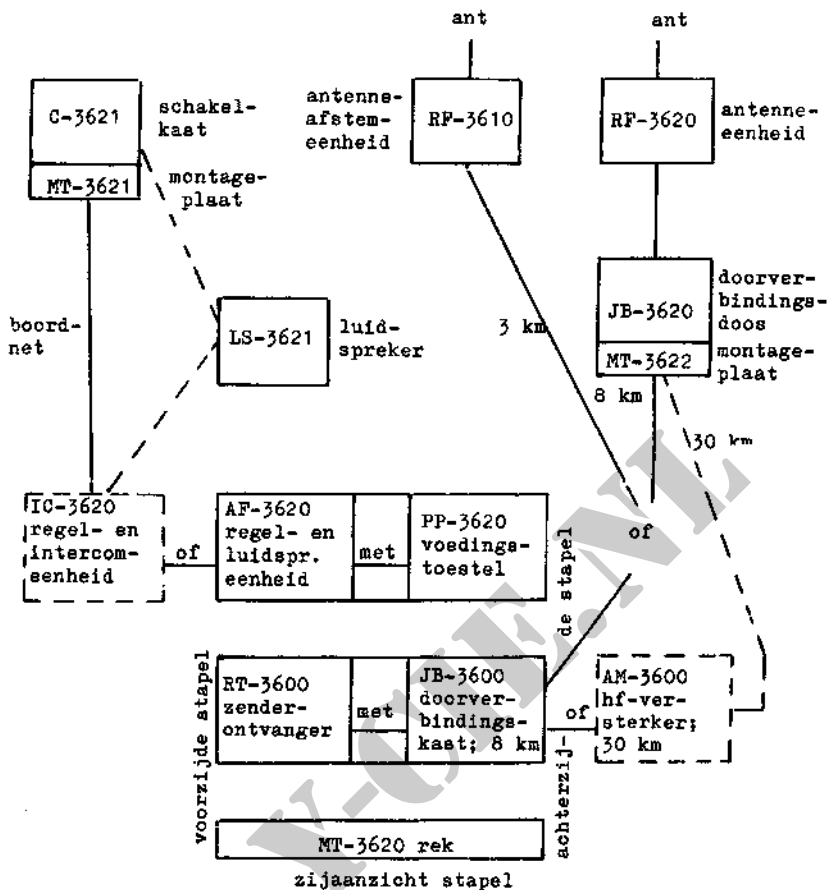 ant
ant
C-3621
schakel-
kast
MT-3621
montage-
plaat
antenne-
afstem-
eenheid
RF-3610
RF-3620
antenne-
eenheid
boord-
net
LS-3621
luid-
spreker
3 km
JB-3620
doorver-
bindings-
doos
MT-3622
montage-
plaat
8 km
30 km
IC-3620
regel- en
intercom-
eenheid
of
AF-3620
regel- en
luidspr.
eenheid
met
PP-3620
voedings-
toestel
of
voorzijde stapel
RT-3600
zender-
ontvanger
met
JB-3600
doorver-
bindings-
kast; 8 km
achterzij-
de stapel
of
AM-3600
hf-ver-
sterker;
30 km
MT-3620 rek
zijaanzicht stapel
Y-CIE.NL